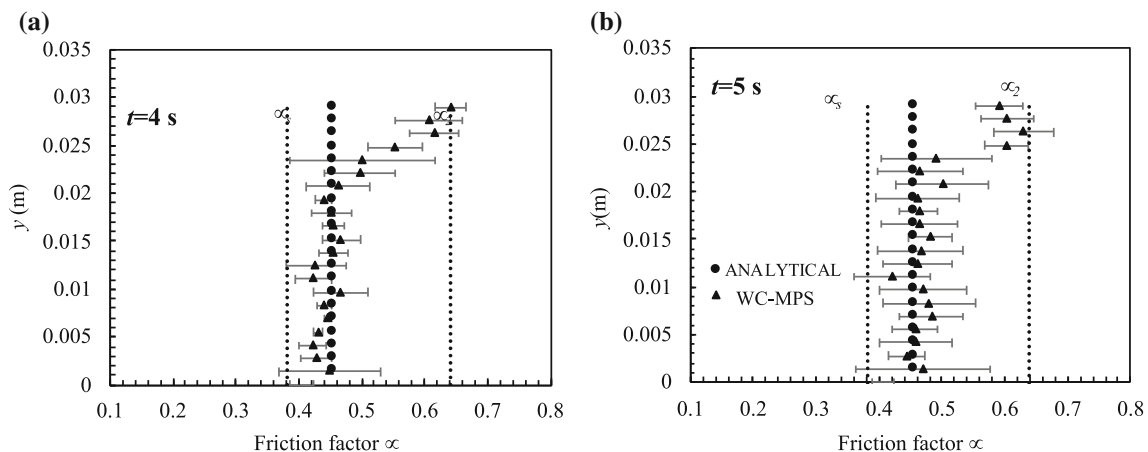 (a)
0.035
0.03
0.025
0.02
0.015
0.01
0.005
0
y (m)
t=4 s
∝s
∝2
0.1 0.2 0.3 0.4 0.5 0.6 0.7 0.8
Friction factor ∝
(b)
0.035
0.03
0.025
0.02
0.015
0.01
0.005
0
y(m)
t=5 s
∝s
∝2
ANALYTICAL
WC-MPS
0.1 0.2 0.3 0.4 0.5 0.6 0.7 0.8
Friction factor ∝